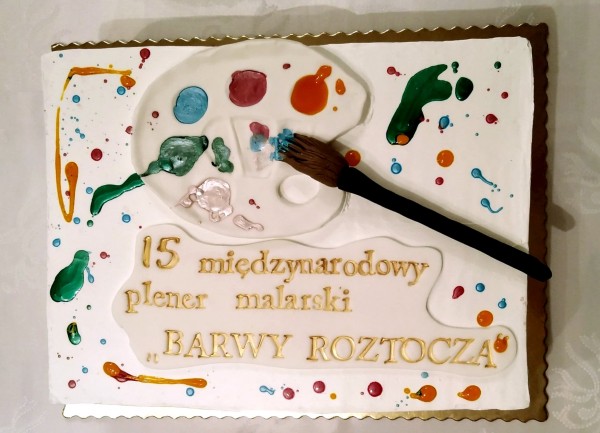 15 międzynarodowy
plener malarski
„BARWY ROZTOCZA"